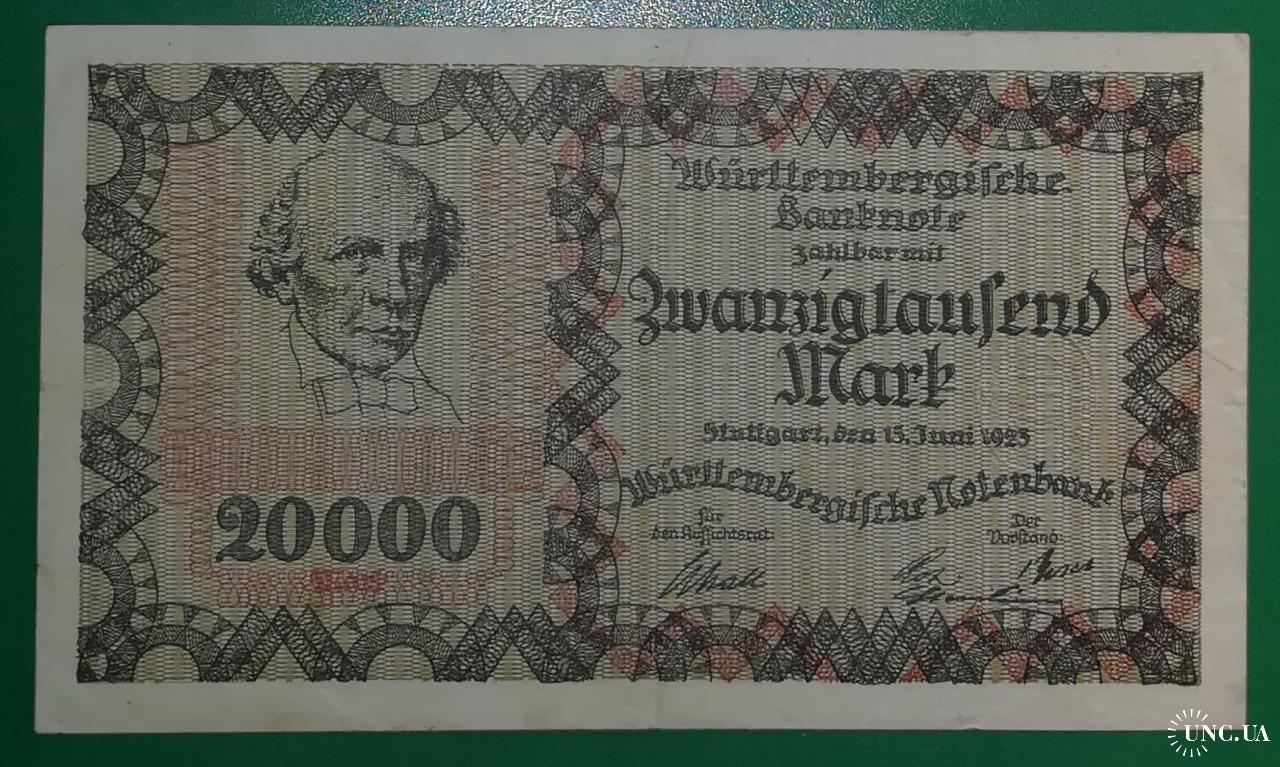 Württembergische
Banknote
zahlbar mit
Zwanzigtausend
Mark
Stuttgart, den 15. Juni 1923
Württembergische Notenbank
für
den Aufsichtsrat:
Der
Vorstand:
20000
Mark
UNC.UA